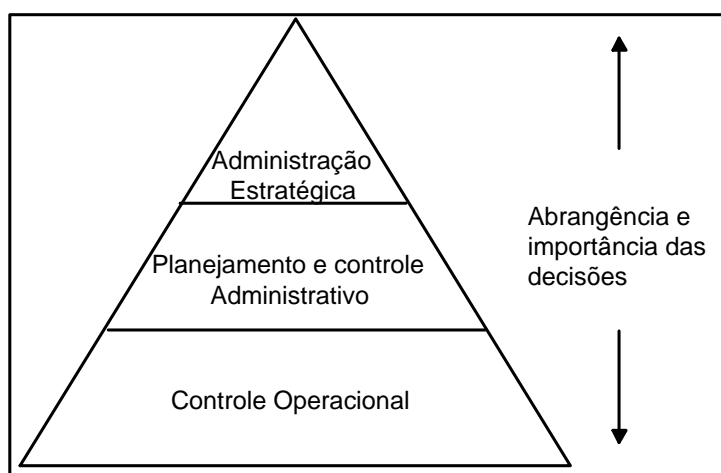 Administração
Estratégica
Planejamento e controle
Administrativo
Controle Operacional
Abrangência e
importância das
decisões